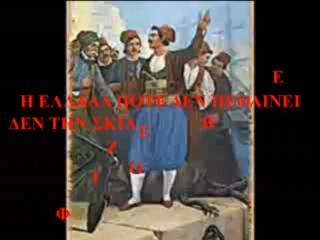 Ε
Η ΕΛΛΑΔΑ ΠΟΤΕ ΔΕΝ ΠΕΘΑΙΝΕΙ
ΔΕΝ ΤΗΝ ΣΚΙΑ
Ε
Β
Ζ
Ω
Ι
Φ